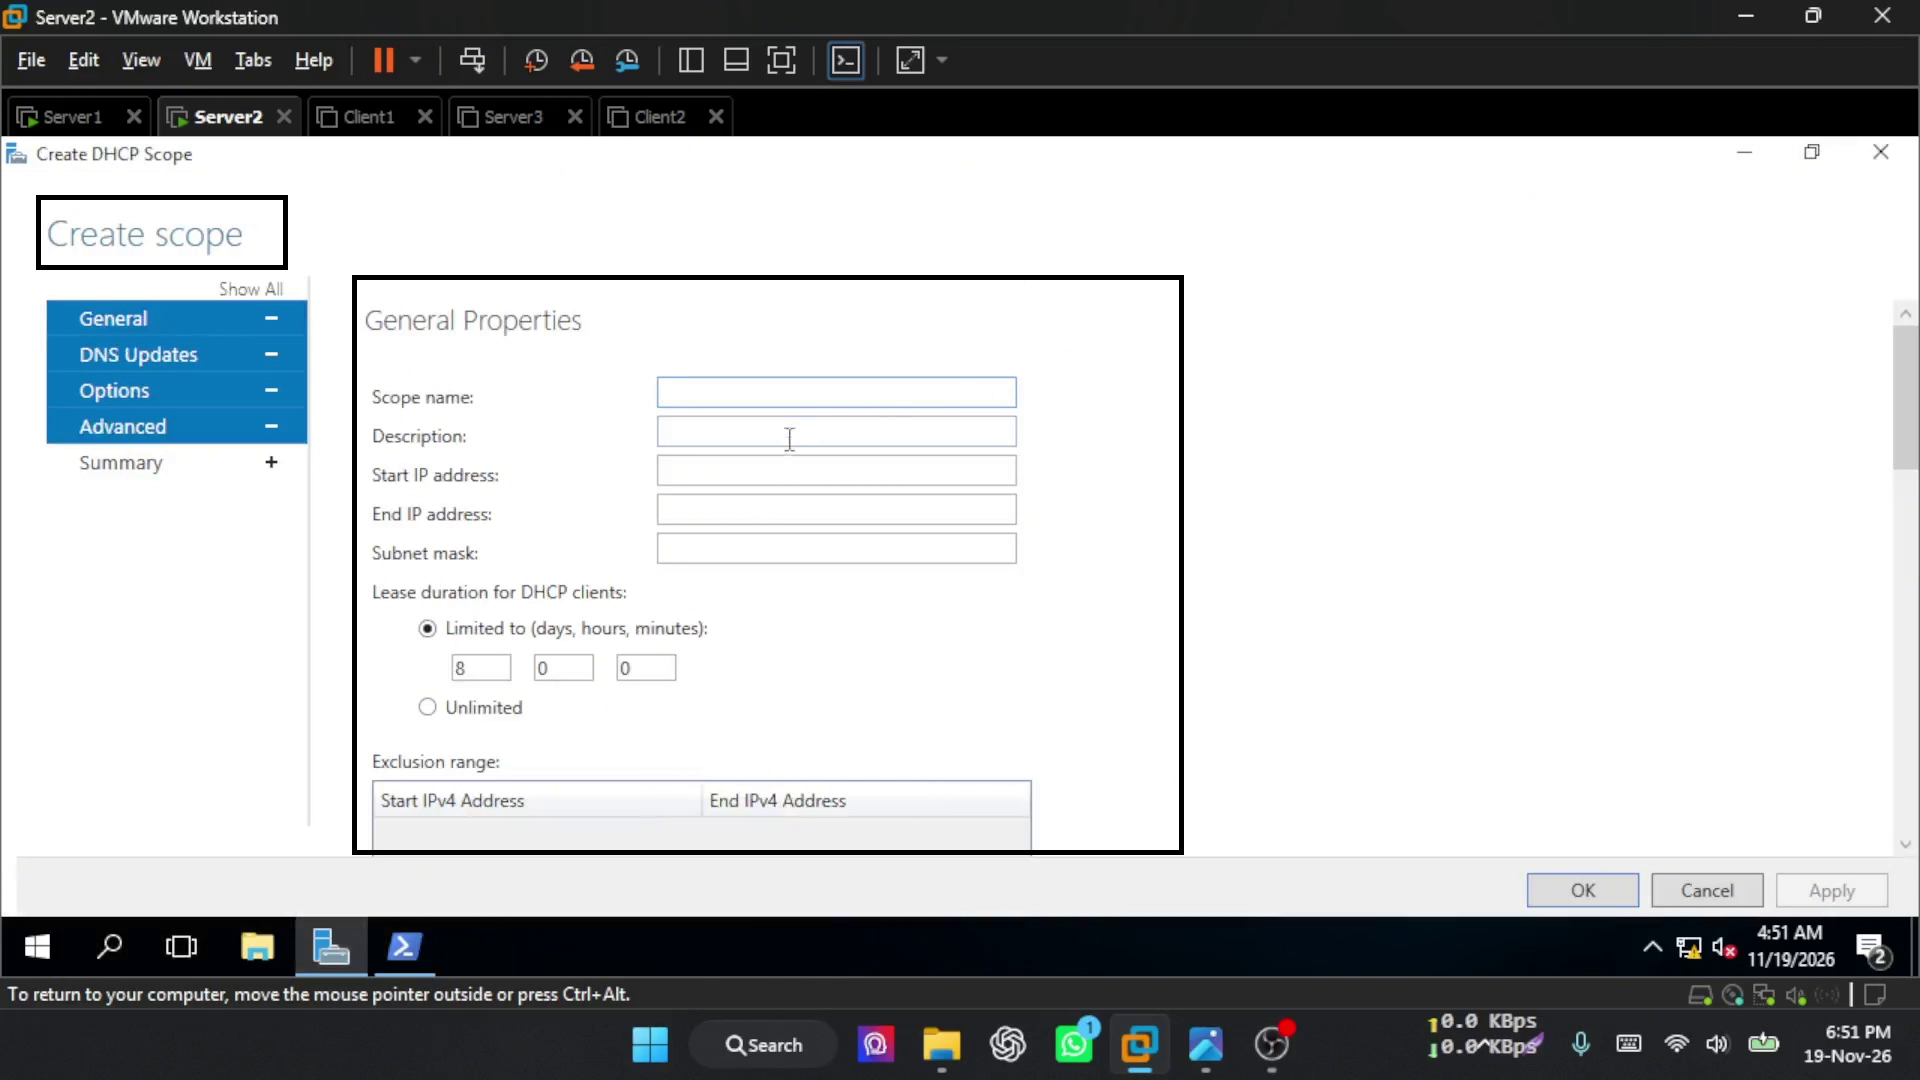 Server2 - VMware Workstation
File Edit View VM Tabs Help
Server1 Server2 Client1 Server3 Client2
Create DHCP Scope
Create scope
Show All
General
DNS Updates
Options
Advanced
Summary
General Properties
Scope name:
Description:
Start IP address:
End IP address:
Subnet mask:
Lease duration for DHCP clients:
Limited to (days, hours, minutes):
8 0 0
Unlimited
Exclusion range:
Start IPv4 Address End IPv4 Address
OK Cancel Apply
4:51 AM
11/19/2026
2
To return to your computer, move the mouse pointer outside or press Ctrl+Alt.
Search
1
0.0 KBps
0.0 KBps
6:51 PM
19-Nov-26